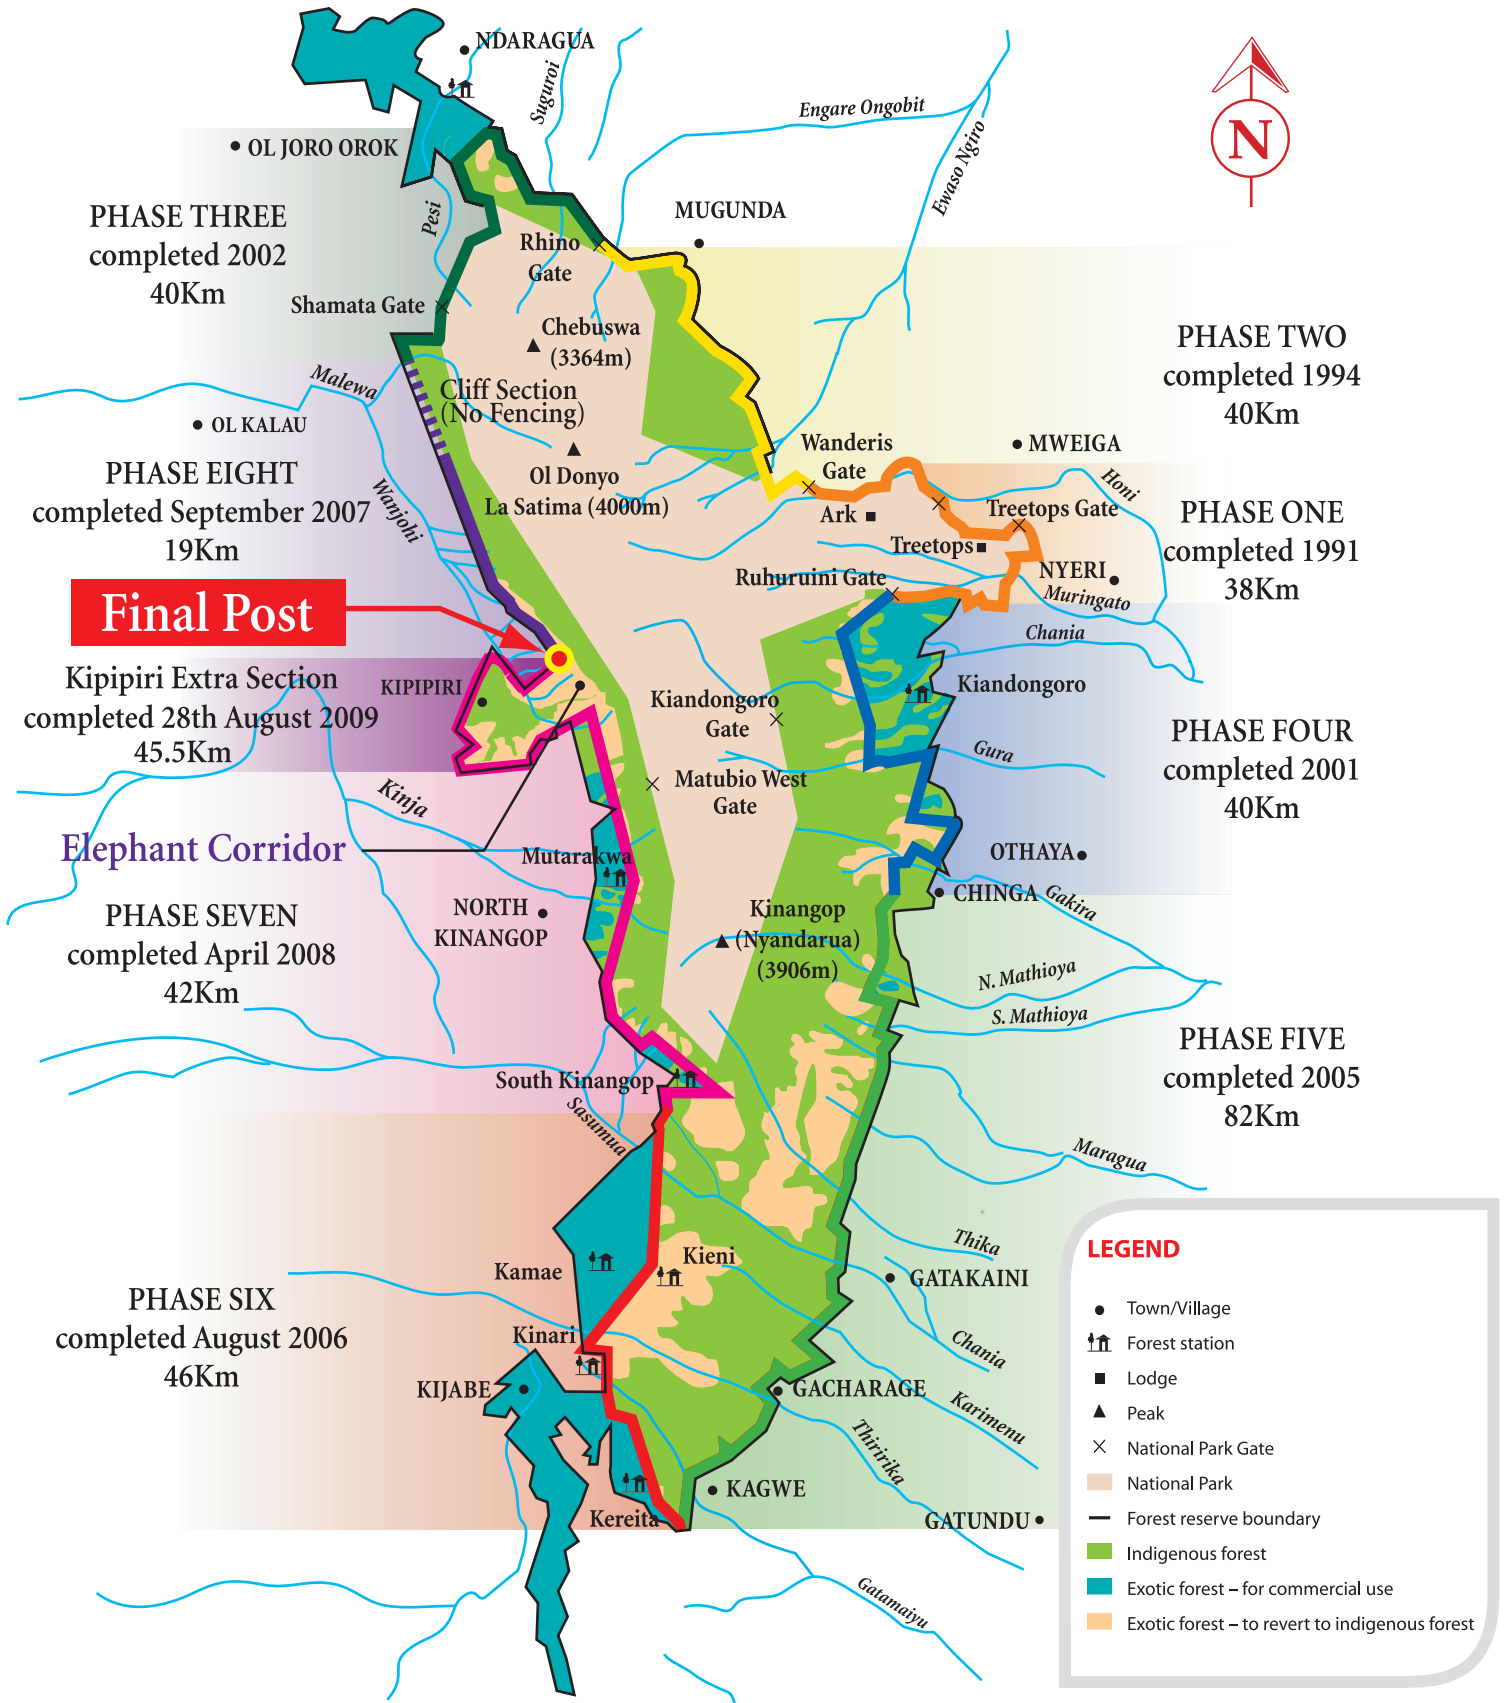 NDARAGUA
Suguroi
Engare Ongobit
Ewaso Ngiro
N
OL JORO OROK
PHASE THREE
completed 2002
40Km
Pesi
MUGUNDA
Rhino
Gate
Shamata Gate
Chebuswa
(3364m)
PHASE TWO
completed 1994
40Km
Malewa
Cliff Section
(No Fencing)
OL KALAU
Wanderis
Gate
MWEIGA
Honi
PHASE EIGHT
completed September 2007
19Km
Wanjohi
Ol Donyo
La Satima (4000m)
Ark
Treetops Gate
Treetops
PHASE ONE
completed 1991
38Km
Ruhuruini Gate
NYERI
Muringato
Final Post
Chania
Kipipiri Extra Section
completed 28th August 2009
45.5Km
KIPIPIRI
Kiandongoro
Gate
Kiandongoro
Gura
PHASE FOUR
completed 2001
40Km
Matubio West
Gate
Kinja
Elephant Corridor
Mutarakwa
OTHAYA
CHINGA
Gakira
PHASE SEVEN
completed April 2008
42Km
NORTH
KINANGOP
Kinangop
(Nyandarua)
(3906m)
N. Mathioya
S. Mathioya
PHASE FIVE
completed 2005
82Km
South Kinangop
Sasumua
Maragua
Thika
Kamae
Kieni
GATAKAINI
PHASE SIX
completed August 2006
46Km
Kinari
Chania
KIJABE
GACHARAGE
Karimenu
Thiririka
KAGWE
Kereita
GATUNDU
Gatamaiyu
LEGEND
Town/Village
Forest station
Lodge
Peak
National Park Gate
National Park
Forest reserve boundary
Indigenous forest
Exotic forest – for commercial use
Exotic forest – to revert to indigenous forest